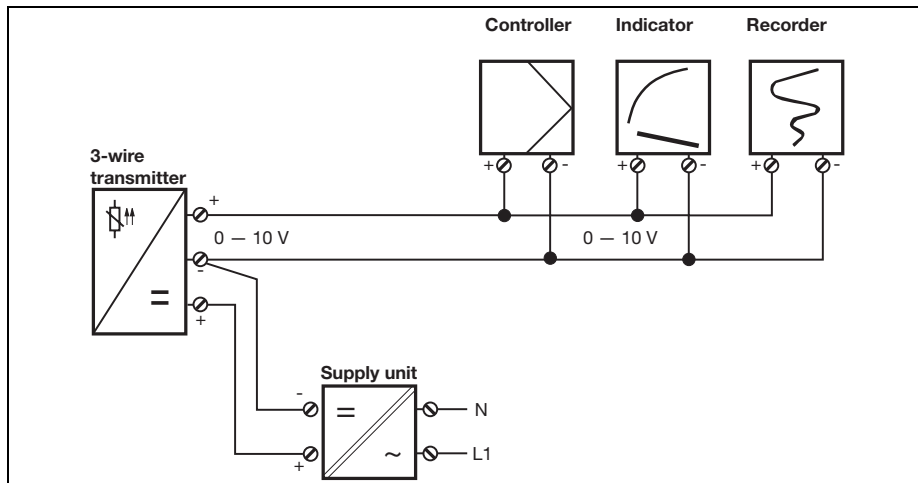 Controller Indicator Recorder
+ - + - + -
3-wire
transmitter
+
0 — 10 V 0 — 10 V
-
+
Supply unit
-
= N
+
~ L1